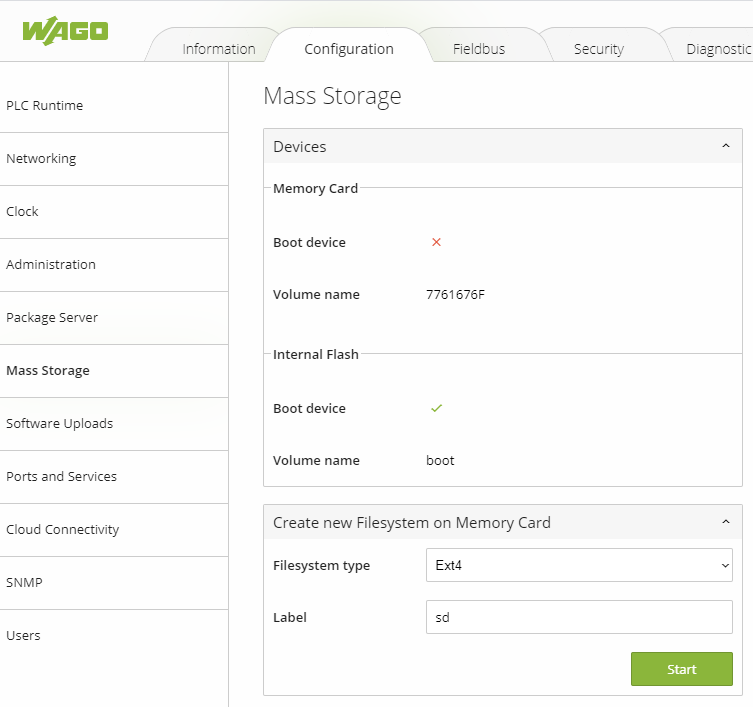 WAGO
Information Configuration Fieldbus Security Diagnostic
PLC Runtime
Networking
Clock
Administration
Package Server
Mass Storage
Software Uploads
Ports and Services
Cloud Connectivity
SNMP
Users
Mass Storage
Devices
Memory Card
Boot device
Volume name 7761676F
Internal Flash
Boot device
Volume name boot
Create new Filesystem on Memory Card
Filesystem type Ext4
Label sd
Start